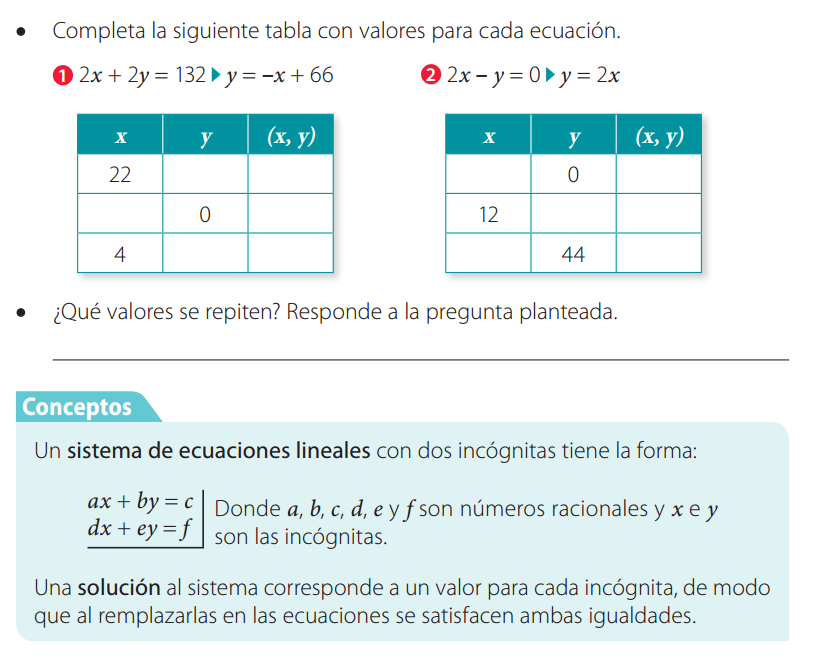 • Completa la siguiente tabla con valores para cada ecuación.
1 2x + 2y = 132 ▶ y = –x + 66
2 2x – y = 0 ▶ y = 2x
x y (x, y)
22
0
4
x y (x, y)
0
12
44
• ¿Qué valores se repiten? Responde a la pregunta planteada.
Conceptos
Un sistema de ecuaciones lineales con dos incógnitas tiene la forma:
ax + by = c
dx + ey = f
Donde a, b, c, d, e y f son números racionales y x e y
son las incógnitas.
Una solución al sistema corresponde a un valor para cada incógnita, de modo
que al remplazarlas en las ecuaciones se satisfacen ambas igualdades.